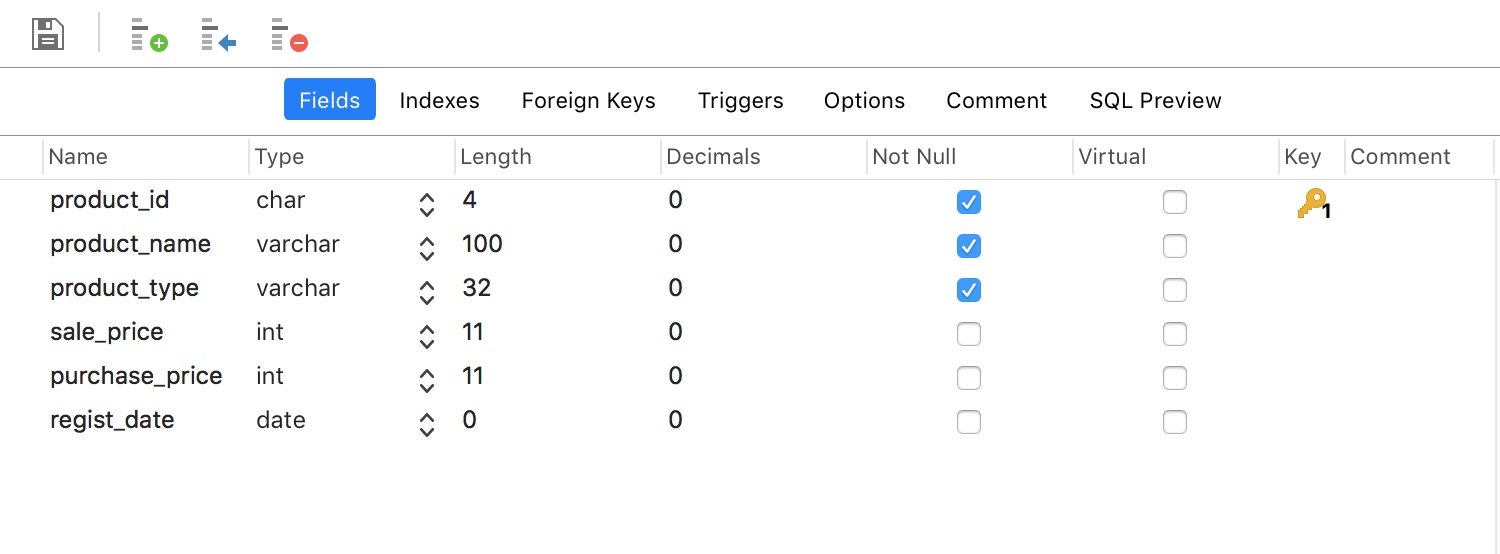 Fields Indexes Foreign Keys Triggers Options Comment SQL Preview
Name Type Length Decimals Not Null Virtual Key Comment
product_id char 4 0 1
product_name varchar 100 0
product_type varchar 32 0
sale_price int 11 0
purchase_price int 11 0
regist_date date 0 0